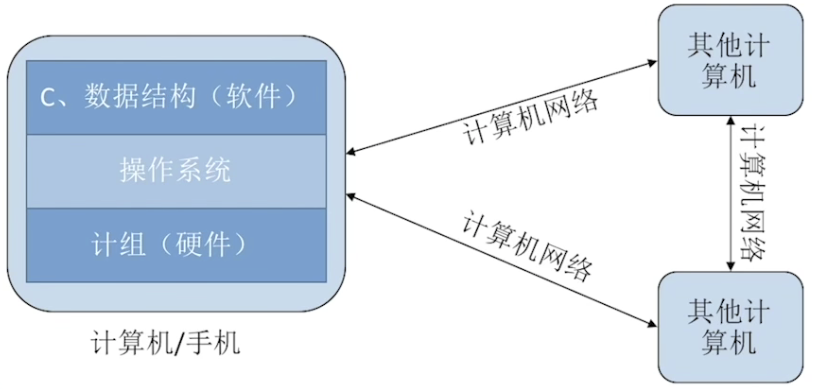 C、数据结构（软件）
操作系统
计组（硬件）
计算机/手机
计算机网络
计算机网络
其他计
算机
计算机网络
其他计
算机